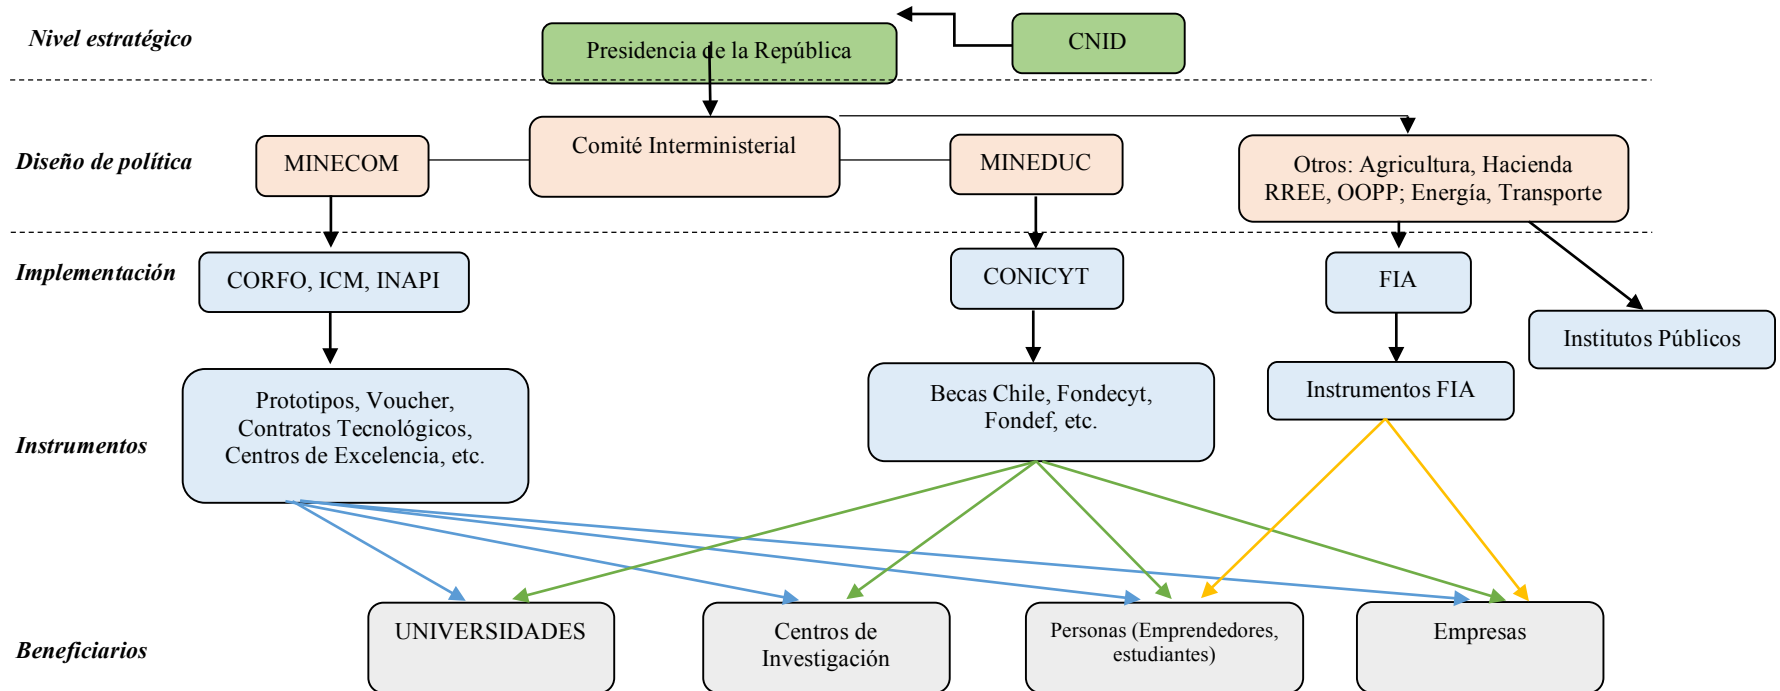 Nivel estratégico
Presidencia de la República
CNID
Diseño de política
MINECOM
Comité Interministerial
MINEDUC
Otros: Agricultura, Hacienda
RREE, OOPP; Energía, Transporte
Implementación
CORFO, ICM, INAPI
CONICYT
FIA
Institutos Públicos
Instrumentos
Prototipos, Voucher,
Contratos Tecnológicos,
Centros de Excelencia, etc.
Becas Chile, Fondecyt,
Fondef, etc.
Instrumentos FIA
Beneficiarios
UNIVERSIDADES
Centros de
Investigación
Personas (Emprendedores,
estudiantes)
Empresas